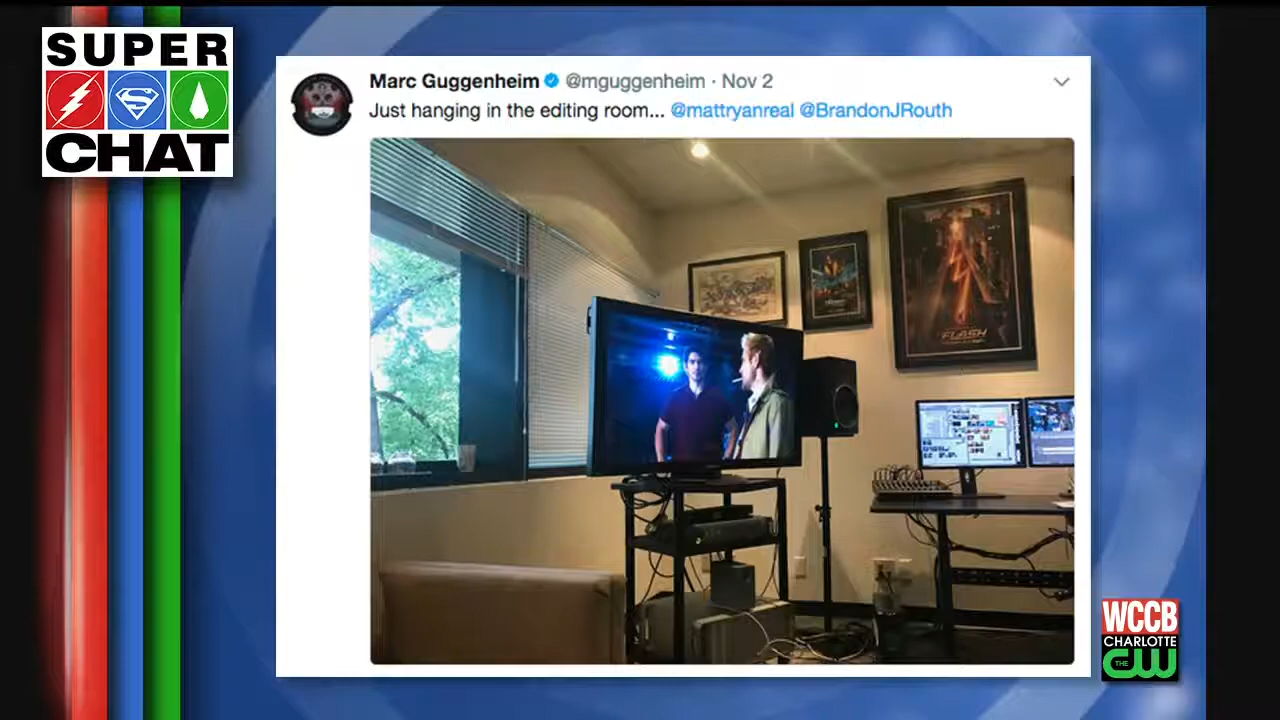 SUPER
CHAT
Marc Guggenheim @mguggenheim · Nov 2
Just hanging in the editing room... @mattryanreal @BrandonJRouth
FLASH
WCCB
CHARLOTTE
THE CW